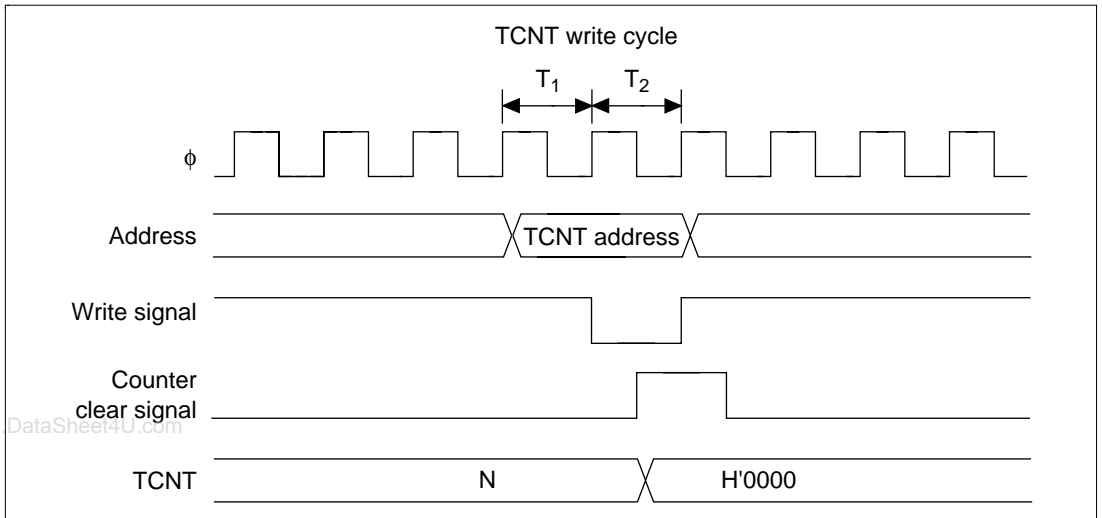 TCNT write cycle
T1 T2
ϕ
Address
TCNT address
Write signal
Counter
clear signal
.DataSheet4U.com
TCNT N H'0000